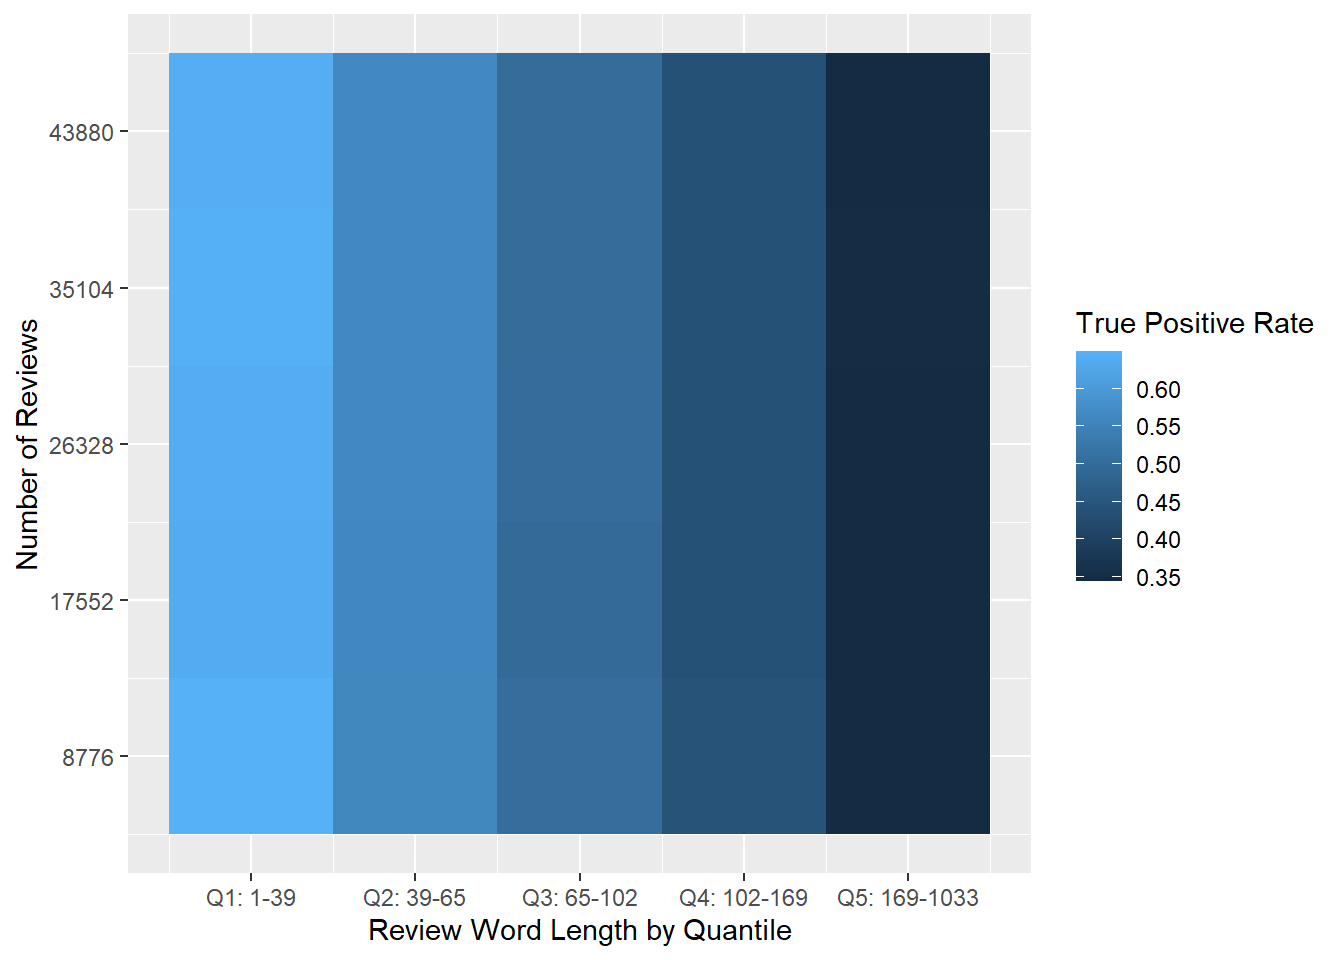 Number of Reviews
43880
35104
26328
17552
8776
Q1: 1-39
Q2: 39-65
Q3: 65-102
Q4: 102-169
Q5: 169-1033
Review Word Length by Quantile
True Positive Rate
0.60
0.55
0.50
0.45
0.40
0.35